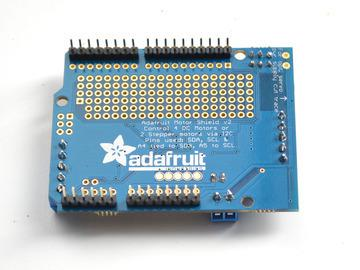 Adafruit Motor Shield v2
Control 4 DC Motors or
2 Stepper motors via I2C
Pins used: SDA, SCL &
A4 tied to SDA, A5 to SCL
adafruit